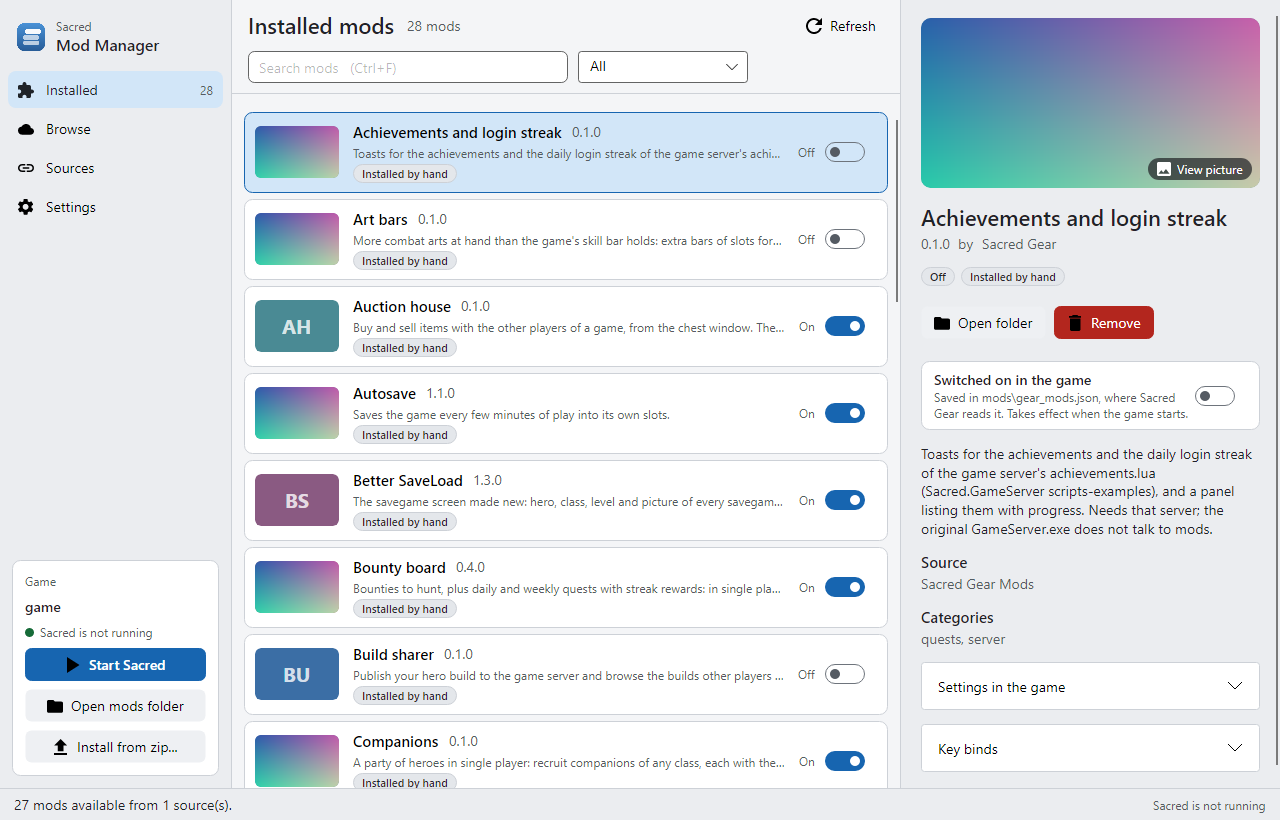 Sacred
Mod Manager
Installed 28
Browse
Sources
Settings
Game
game
Sacred is not running
Start Sacred
Open mods folder
Install from zip...
Installed mods 28 mods
Refresh
Search mods (Ctrl+F)
All
Achievements and login streak 0.1.0
Toasts for the achievements and the daily login streak of the game server's achi...
Installed by hand
Off
Art bars 0.1.0
More combat arts at hand than the game's skill bar holds: extra bars of slots for...
Installed by hand
Off
AH
Auction house 0.1.0
Buy and sell items with the other players of a game, from the chest window. The...
Installed by hand
On
Autosave 1.1.0
Saves the game every few minutes of play into its own slots.
Installed by hand
On
BS
Better SaveLoad 1.3.0
The savegame screen made new: hero, class, level and picture of every savegam...
Installed by hand
On
Bounty board 0.4.0
Bounties to hunt, plus daily and weekly quests with streak rewards: in single pla...
Installed by hand
On
BU
Build sharer 0.1.0
Publish your hero build to the game server and browse the builds other players ...
Installed by hand
Off
Companions 0.1.0
A party of heroes in single player: recruit companions of any class, each with the...
Installed by hand
On
View picture
Achievements and login streak
0.1.0 by Sacred Gear
Off Installed by hand
Open folder
Remove
Switched on in the game
Saved in mods\gear_mods.json, where Sacred
Gear reads it. Takes effect when the game starts.
Toasts for the achievements and the daily login streak
of the game server's achievements.lua
(Sacred.GameServer scripts-examples), and a panel
listing them with progress. Needs that server; the
original GameServer.exe does not talk to mods.
Source
Sacred Gear Mods
Categories
quests, server
Settings in the game
Key binds
27 mods available from 1 source(s).
Sacred is not running